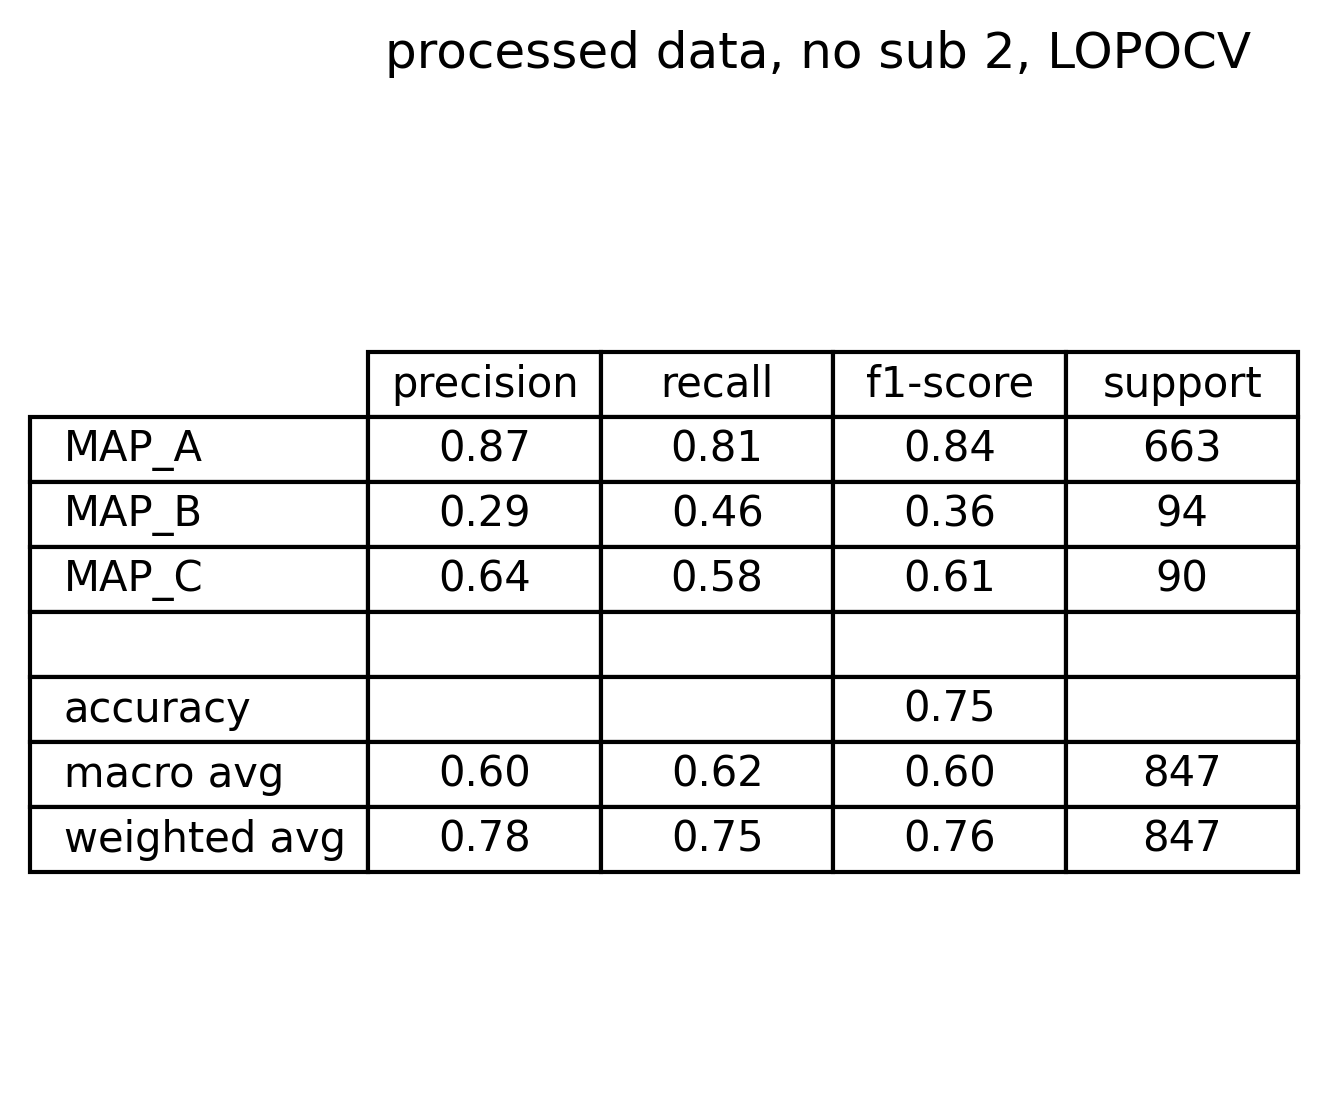 processed data, no sub 2, LOPOCV
precision recall f1-score support
MAP_A 0.87 0.81 0.84 663
MAP_B 0.29 0.46 0.36 94
MAP_C 0.64 0.58 0.61 90
accuracy 0.75
macro avg 0.60 0.62 0.60 847
weighted avg 0.78 0.75 0.76 847